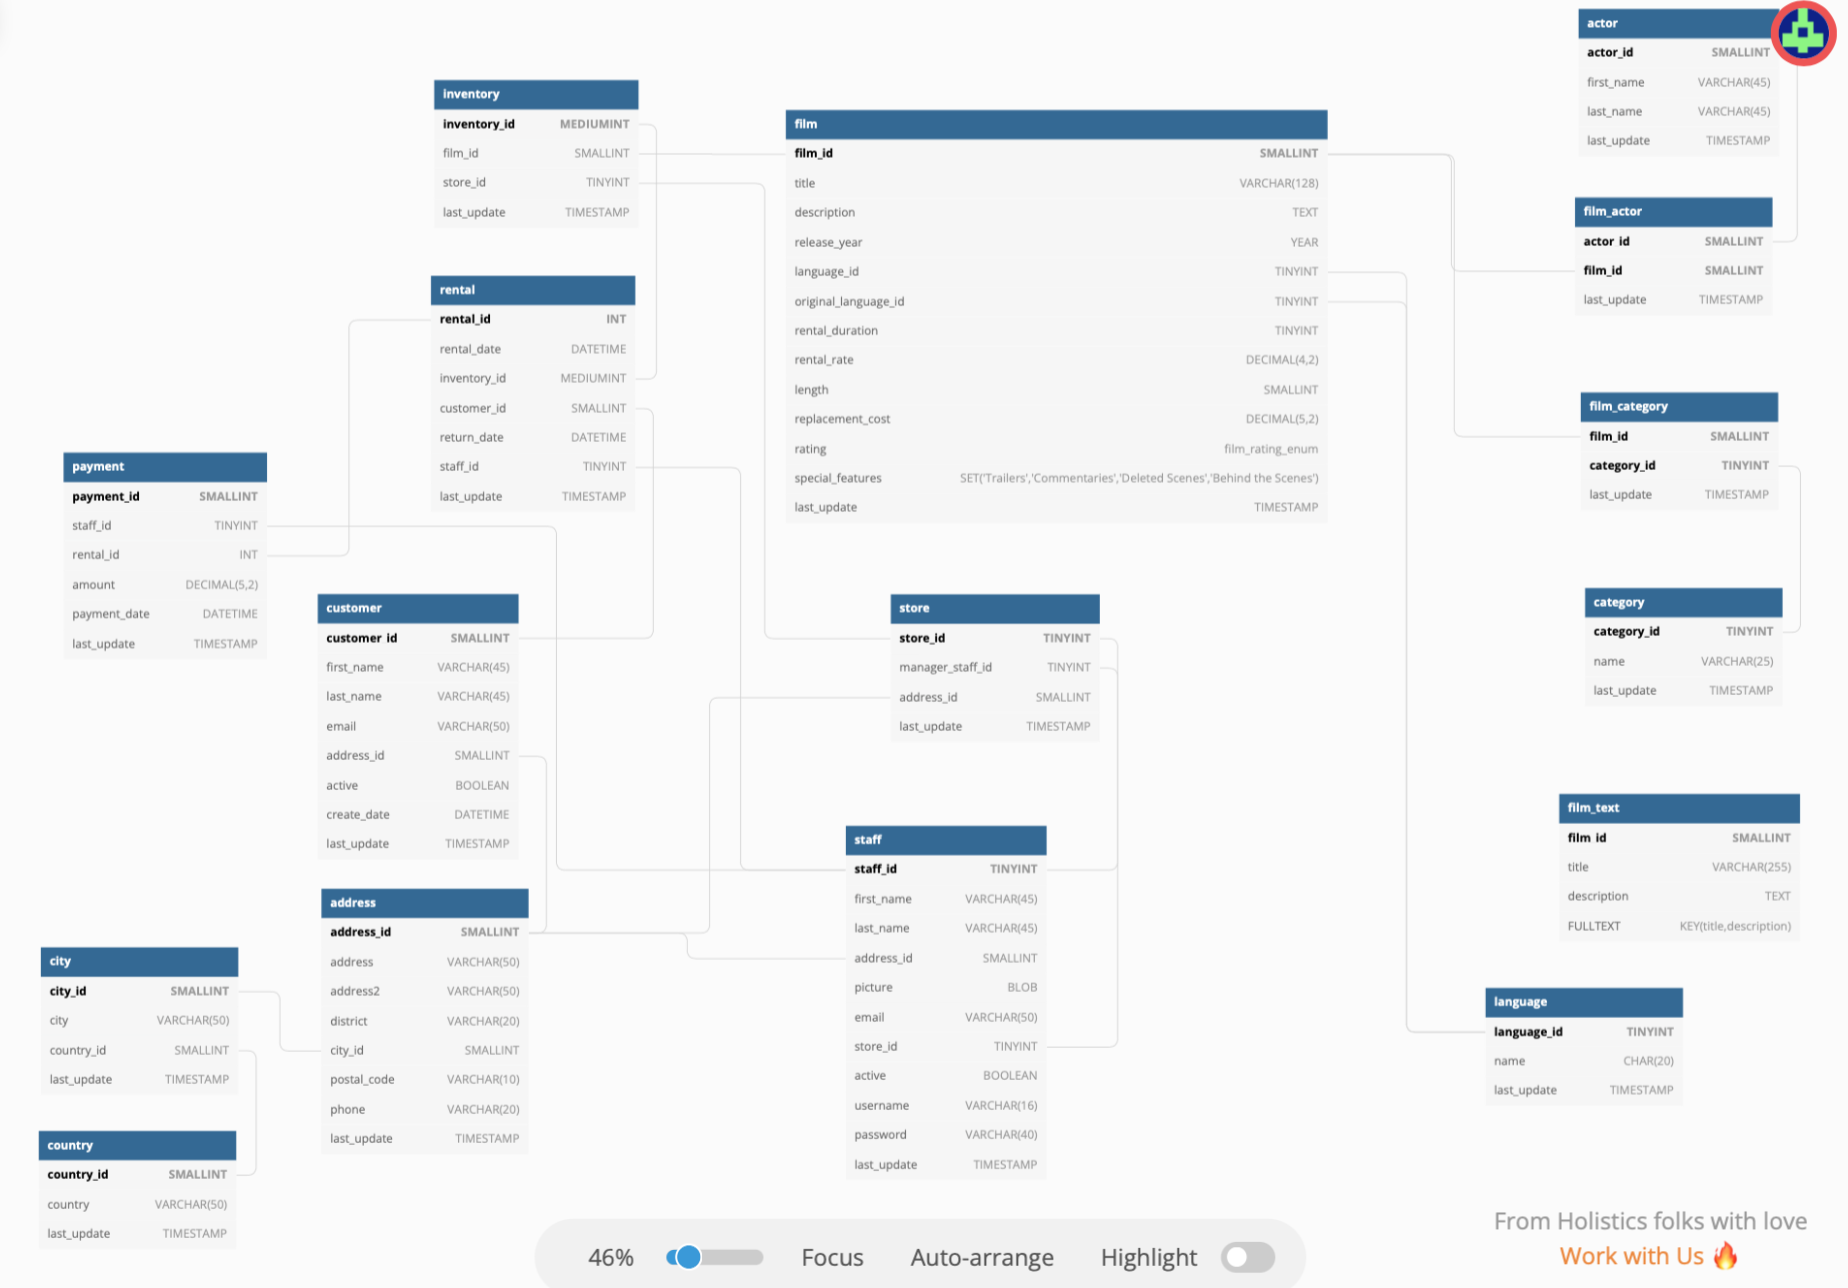 actor
actor_id SMALLINT
first_name VARCHAR(45)
last_name VARCHAR(45)
last_update TIMESTAMP
inventory
inventory_id MEDIUMINT
film_id SMALLINT
store_id TINYINT
last_update TIMESTAMP
film
film_id SMALLINT
title VARCHAR(128)
description TEXT
release_year YEAR
language_id TINYINT
original_language_id TINYINT
rental_duration TINYINT
rental_rate DECIMAL(4,2)
length SMALLINT
replacement_cost DECIMAL(5,2)
rating film_rating_enum
special_features SET('Trailers','Commentaries','Deleted Scenes','Behind the Scenes')
last_update TIMESTAMP
film_actor
actor_id SMALLINT
film_id SMALLINT
last_update TIMESTAMP
rental
rental_id INT
rental_date DATETIME
inventory_id MEDIUMINT
customer_id SMALLINT
return_date DATETIME
staff_id TINYINT
last_update TIMESTAMP
film_category
film_id SMALLINT
category_id TINYINT
last_update TIMESTAMP
payment
payment_id SMALLINT
staff_id TINYINT
rental_id INT
amount DECIMAL(5,2)
payment_date DATETIME
last_update TIMESTAMP
customer
customer_id SMALLINT
first_name VARCHAR(45)
last_name VARCHAR(45)
email VARCHAR(50)
address_id SMALLINT
active BOOLEAN
create_date DATETIME
last_update TIMESTAMP
store
store_id TINYINT
manager_staff_id TINYINT
address_id SMALLINT
last_update TIMESTAMP
category
category_id TINYINT
name VARCHAR(25)
last_update TIMESTAMP
film_text
film_id SMALLINT
title VARCHAR(255)
description TEXT
FULLTEXT KEY(title,description)
staff
staff_id TINYINT
first_name VARCHAR(45)
last_name VARCHAR(45)
address_id SMALLINT
picture BLOB
email VARCHAR(50)
store_id TINYINT
active BOOLEAN
username VARCHAR(16)
password VARCHAR(40)
last_update TIMESTAMP
address
address_id SMALLINT
address VARCHAR(50)
address2 VARCHAR(50)
district VARCHAR(20)
city_id SMALLINT
postal_code VARCHAR(10)
phone VARCHAR(20)
last_update TIMESTAMP
city
city_id SMALLINT
city VARCHAR(50)
country_id SMALLINT
last_update TIMESTAMP
language
language_id TINYINT
name CHAR(20)
last_update TIMESTAMP
country
country_id SMALLINT
country VARCHAR(50)
last_update TIMESTAMP
46% Focus Auto-arrange Highlight
From Holistics folks with love
Work with Us 🔥